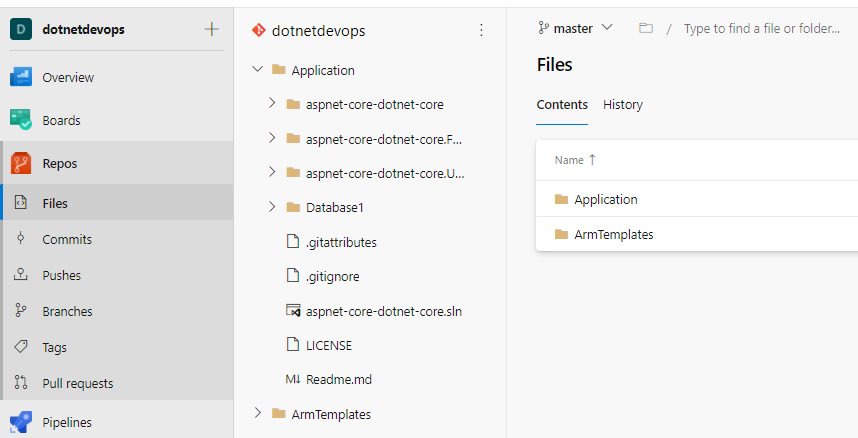 D dotnetdevops +
Overview
Boards
Repos
Files
Commits
Pushes
Branches
Tags
Pull requests
Pipelines
dotnetdevops
Application
aspnet-core-dotnet-core
aspnet-core-dotnet-core.F...
aspnet-core-dotnet-core.U...
Database1
.gitattributes
.gitignore
aspnet-core-dotnet-core.sln
LICENSE
M↓ Readme.md
ArmTemplates
master / Type to find a file or folder...
Files
Contents History
Name ↑
Application
ArmTemplates